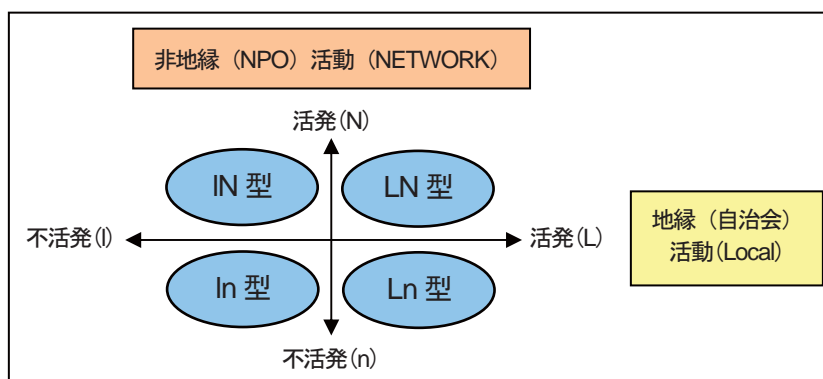 非地縁（NPO）活動（NETWORK）
活発(N)
lN 型
LN 型
不活発(l)
活発(L)
地縁（自治会）
活動(Local)
ln 型
Ln 型
不活発(n)